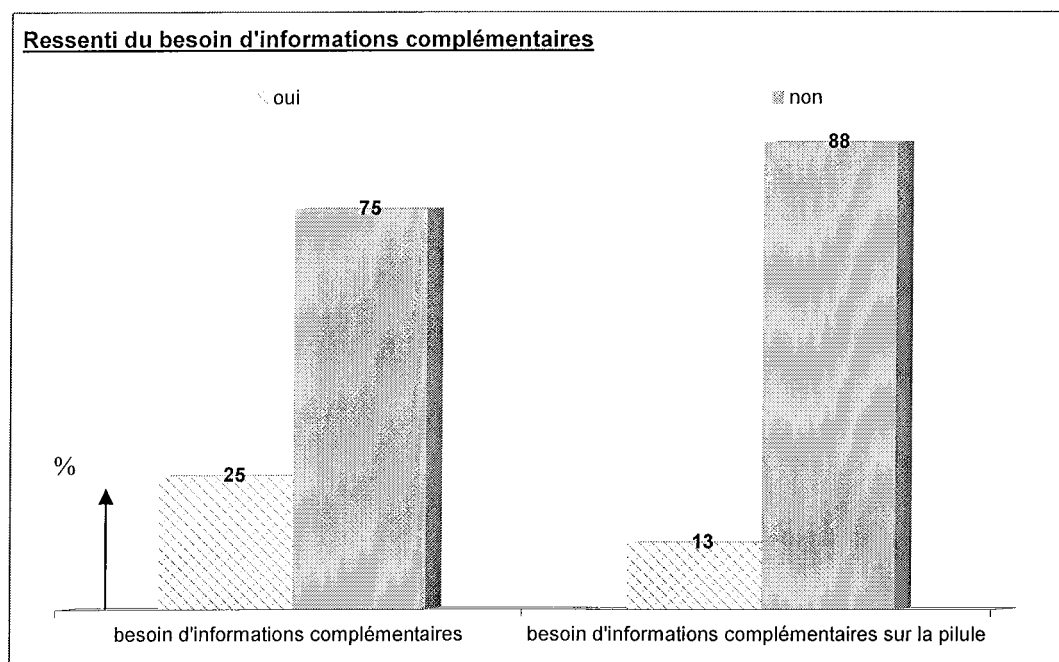 Ressenti du besoin d'informations complémentaires
oui
non
88
75
%
25
13
besoin d'informations complémentaires
besoin d'informations complémentaires sur la pilule